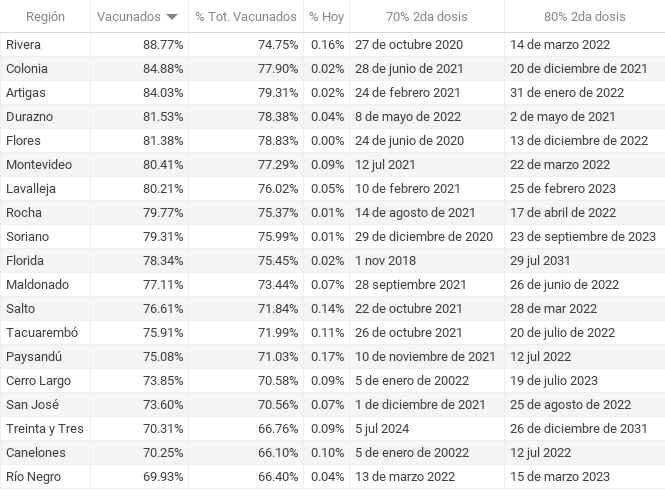 Región Vacunados % Tot. Vacunados % Hoy 70% 2da dosis 80% 2da dosis
Rivera 88.77% 74.75% 0.16% 27 de octubre 2020 14 de marzo 2022
Colonia 84.88% 77.90% 0.02% 28 de junio de 2021 20 de diciembre de 2021
Artigas 84.03% 79.31% 0.02% 24 de febrero 2021 31 de enero de 2022
Durazno 81.53% 78.38% 0.04% 8 de mayo de 2022 2 de mayo de 2021
Flores 81.38% 78.83% 0.00% 24 de junio de 2020 13 de diciembre de 2022
Montevideo 80.41% 77.29% 0.09% 12 jul 2021 22 de marzo 2022
Lavalleja 80.21% 76.02% 0.05% 10 de febrero 2021 25 de febrero 2023
Rocha 79.77% 75.37% 0.01% 14 de agosto de 2021 17 de abril de 2022
Soriano 79.31% 75.99% 0.01% 29 de diciembre de 2020 23 de septiembre de 2023
Florida 78.34% 75.45% 0.02% 1 nov 2018 29 jul 2031
Maldonado 77.11% 73.44% 0.07% 28 septiembre 2021 26 de junio de 2022
Salto 76.61% 71.84% 0.14% 22 de octubre 2021 28 de mar 2022
Tacuarembó 75.91% 71.99% 0.11% 26 de octubre 2021 20 de julio de 2022
Paysandú 75.08% 71.03% 0.17% 10 de noviembre de 2021 12 jul 2022
Cerro Largo 73.85% 70.58% 0.09% 5 de enero de 20022 19 de julio 2023
San José 73.60% 70.56% 0.07% 1 de diciembre de 2021 25 de agosto de 2022
Treinta y Tres 70.31% 66.76% 0.09% 5 jul 2024 26 de diciembre de 2031
Canelones 70.25% 66.10% 0.10% 5 de enero de 20022 12 jul 2022
Río Negro 69.93% 66.40% 0.04% 13 de marzo 2022 15 de marzo 2023